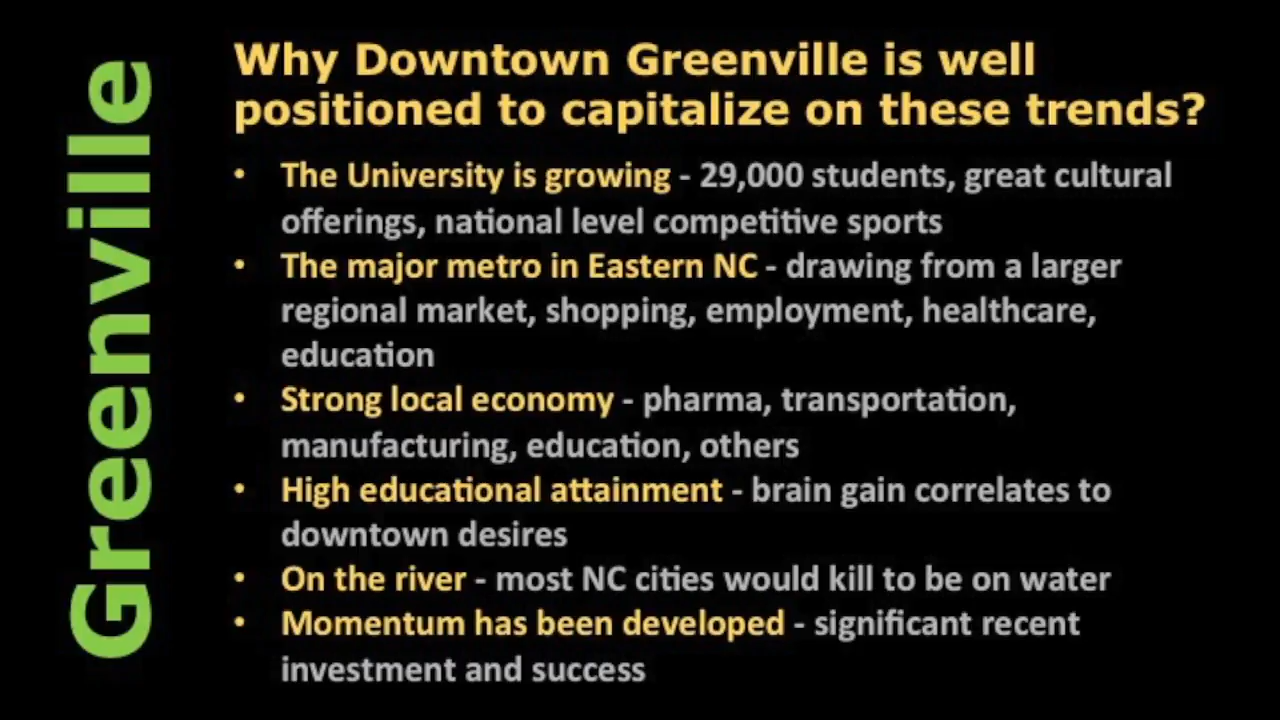 Greenville
Why Downtown Greenville is well
positioned to capitalize on these trends?
• The University is growing - 29,000 students, great cultural
offerings, national level competitive sports
• The major metro in Eastern NC - drawing from a larger
regional market, shopping, employment, healthcare,
education
• Strong local economy - pharma, transportation,
manufacturing, education, others
• High educational attainment - brain gain correlates to
downtown desires
• On the river - most NC cities would kill to be on water
• Momentum has been developed - significant recent
investment and success